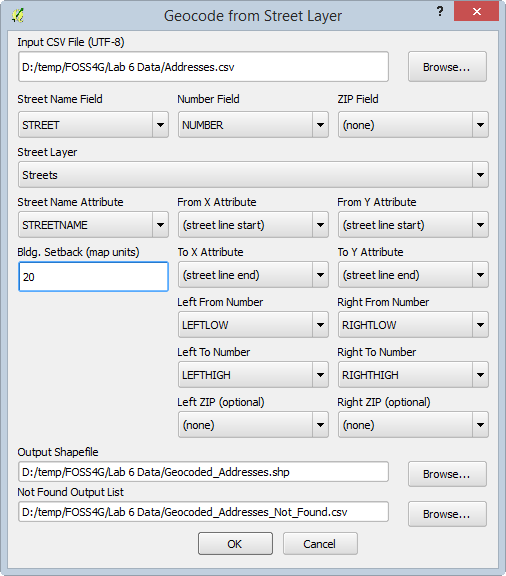 Geocode from Street Layer
?
Input CSV File (UTF-8)
D:/temp/FOSS4G/Lab 6 Data/Addresses.csv
Browse...
Street Name Field
Number Field
ZIP Field
STREET
NUMBER
(none)
Street Layer
Streets
Street Name Attribute
From X Attribute
From Y Attribute
STREETNAME
(street line start)
(street line start)
Bldg. Setback (map units)
To X Attribute
To Y Attribute
20
(street line end)
(street line end)
Left From Number
Right From Number
LEFTLOW
RIGHTLOW
Left To Number
Right To Number
LEFTHIGH
RIGHTHIGH
Left ZIP (optional)
Right ZIP (optional)
(none)
(none)
Output Shapefile
D:/temp/FOSS4G/Lab 6 Data/Geocoded_Addresses.shp
Browse...
Not Found Output List
D:/temp/FOSS4G/Lab 6 Data/Geocoded_Addresses_Not_Found.csv
Browse...
OK
Cancel